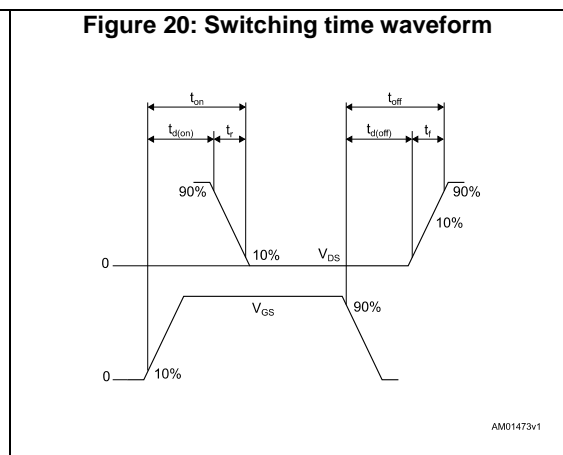 Figure 20: Switching time waveform
ton
toff
td(on)
tr
td(off)
tf
90%
90%
10%
0
10%
VDS
VGS
90%
0
10%
AM01473v1